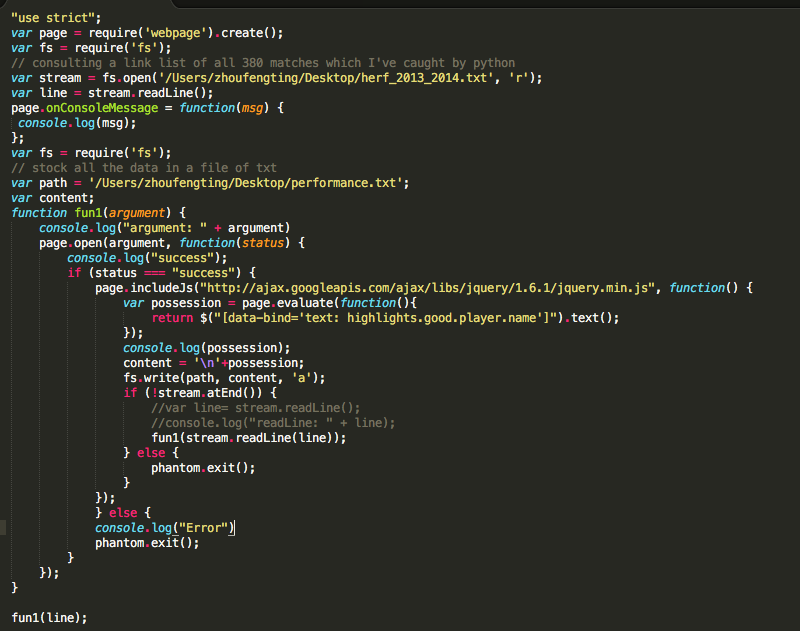 "use strict";
var page = require('webpage').create();
var fs = require('fs');
// consulting a link list of all 380 matches which I've caught by python
var stream = fs.open('/Users/zhoufengting/Desktop/herf_2013_2014.txt', 'r');
var line = stream.readLine();
page.onConsoleMessage = function(msg) {
 console.log(msg);
};
var fs = require('fs');
// stock all the data in a file of txt
var path = '/Users/zhoufengting/Desktop/performance.txt';
var content;
function fun1(argument) {
    console.log("argument: " + argument)
    page.open(argument, function(status) {
        console.log("success");
        if (status === "success") {
            page.includeJs("http://ajax.googleapis.com/ajax/libs/jquery/1.6.1/jquery.min.js", function() {
                var possession = page.evaluate(function(){
                    return $("[data-bind='text: highlights.good.player.name']").text();
                });
                console.log(possession);
                content = '\n'+possession;
                fs.write(path, content, 'a');
                if (!stream.atEnd()) {
                    //var line= stream.readLine();
                    //console.log("readLine: " + line);
                    fun1(stream.readLine(line));
                } else {
                    phantom.exit();
                }
            });
            } else {
            console.log("Error")
            phantom.exit();
        }
    });
}
fun1(line);